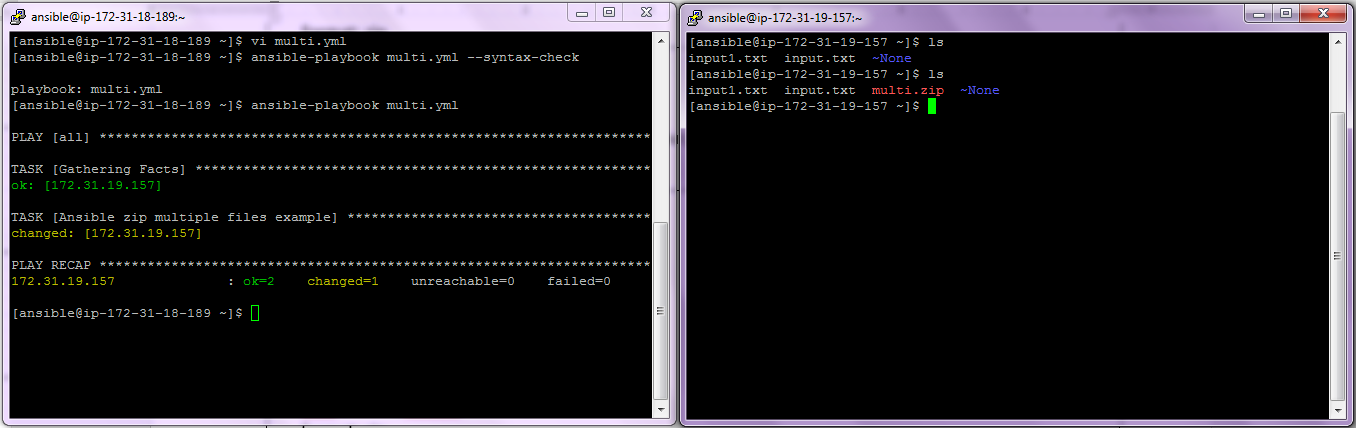 ansible@ip-172-31-18-189:~
[ansible@ip-172-31-18-189 ~]$ vi multi.yml
[ansible@ip-172-31-18-189 ~]$ ansible-playbook multi.yml --syntax-check
playbook: multi.yml
[ansible@ip-172-31-18-189 ~]$ ansible-playbook multi.yml
PLAY [all] *********************************************************************
TASK [Gathering Facts] *********************************************************
ok: [172.31.19.157]
TASK [Ansible zip multiple files example] **************************************
changed: [172.31.19.157]
PLAY RECAP *********************************************************************
172.31.19.157 : ok=2 changed=1 unreachable=0 failed=0
[ansible@ip-172-31-18-189 ~]$
ansible@ip-172-31-19-157:~
[ansible@ip-172-31-19-157 ~]$ ls
input1.txt input.txt ~None
[ansible@ip-172-31-19-157 ~]$ ls
input1.txt input.txt multi.zip ~None
[ansible@ip-172-31-19-157 ~]$